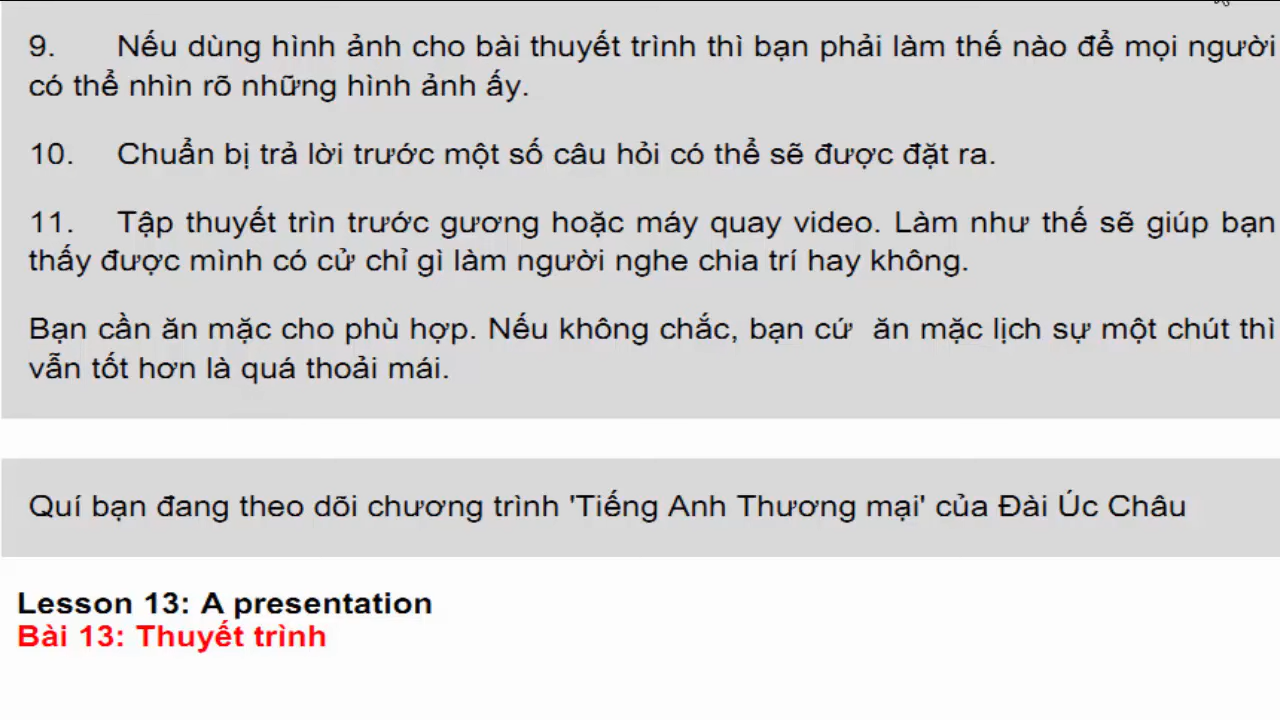 9. Nếu dùng hình ảnh cho bài thuyết trình thì bạn phải làm thế nào để mọi người
có thể nhìn rõ những hình ảnh ấy.
10. Chuẩn bị trả lời trước một số câu hỏi có thể sẽ được đặt ra.
11. Tập thuyết trìn trước gương hoặc máy quay video. Làm như thế sẽ giúp bạn
thấy được mình có cử chỉ gì làm người nghe chia trí hay không.
Bạn cần ăn mặc cho phù hợp. Nếu không chắc, bạn cứ ăn mặc lịch sự một chút thì
vẫn tốt hơn là quá thoải mái.
Quí bạn đang theo dõi chương trình 'Tiếng Anh Thương mại' của Đài Úc Châu
Lesson 13: A presentation
Bài 13: Thuyết trình